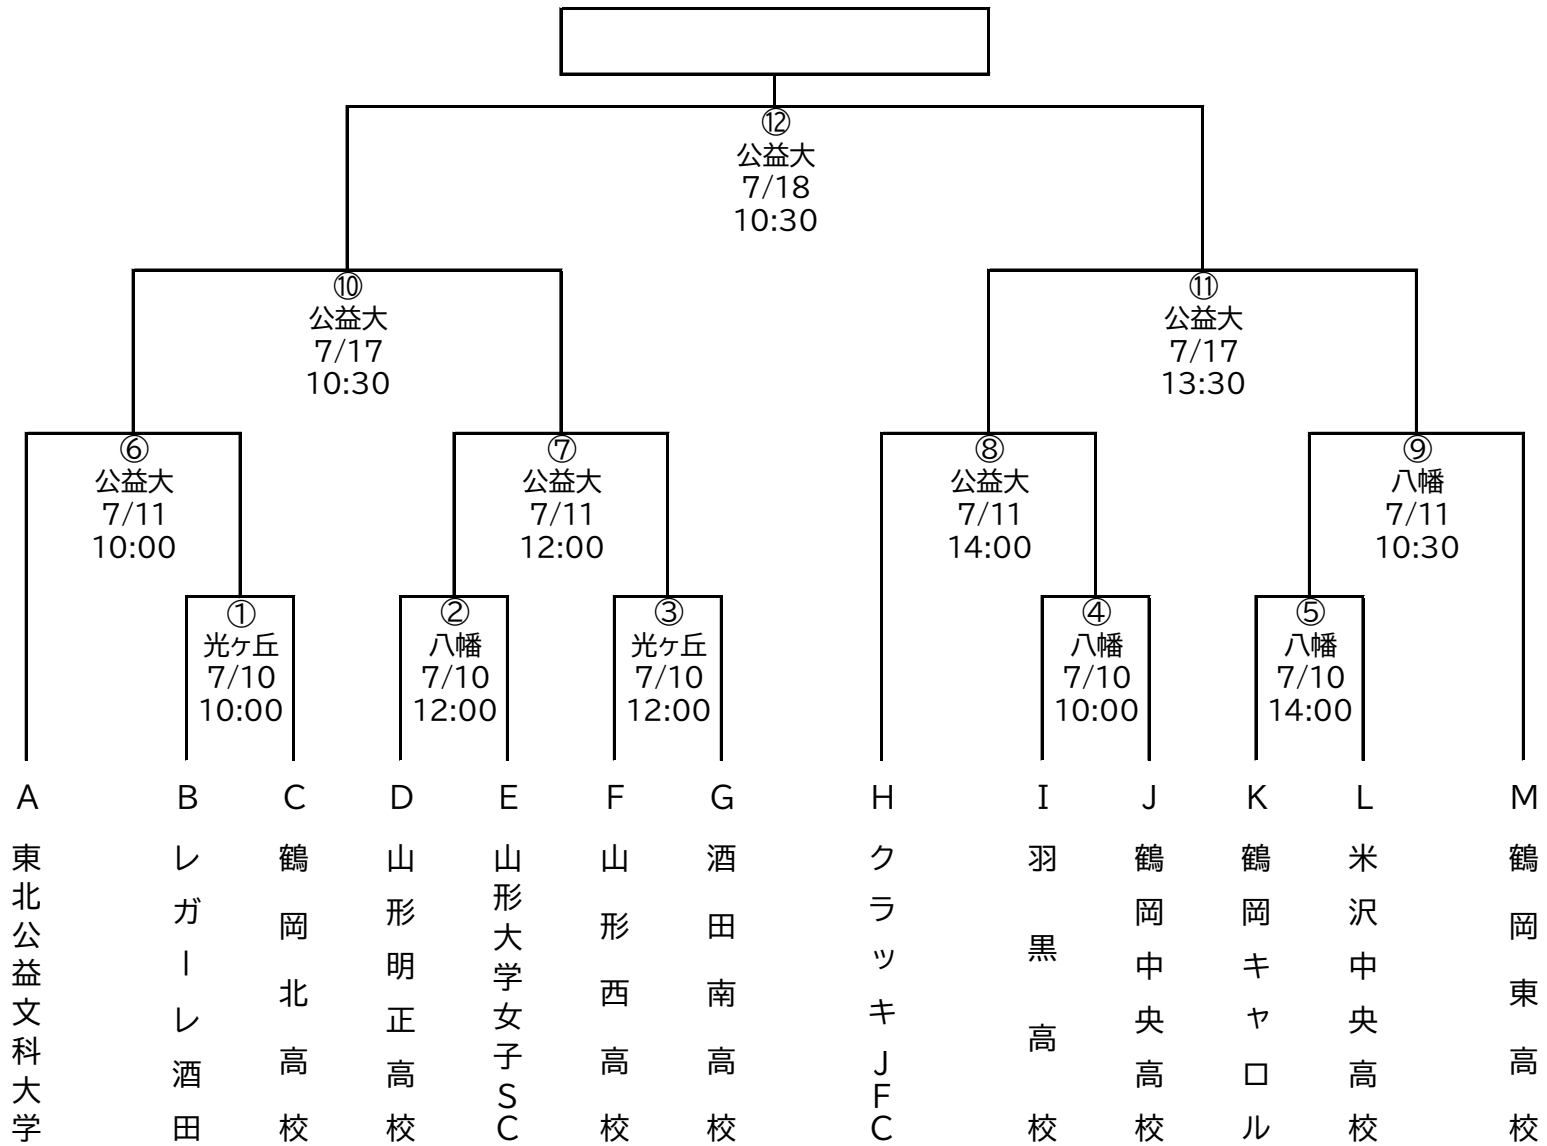 ⑫
公益大
7/18
10:30
⑩
公益大
7/17
10:30
⑪
公益大
7/17
13:30
⑥
公益大
7/11
10:00
⑦
公益大
7/11
12:00
⑧
公益大
7/11
14:00
⑨
八幡
7/11
10:30
①
光ヶ丘
7/10
10:00
②
八幡
7/10
12:00
③
光ヶ丘
7/10
12:00
④
八幡
7/10
10:00
⑤
八幡
7/10
14:00
A
東北公益文科大学
B
レガーレ酒田
C
鶴岡北高校
D
山形明正高校
E
山形大学女子SC
F
山形西高校
G
酒田南高校
H
クラッキJFC
I
羽黒高校
J
鶴岡中央高校
K
鶴岡キャロル
L
米沢中央高校
M
鶴岡東高校